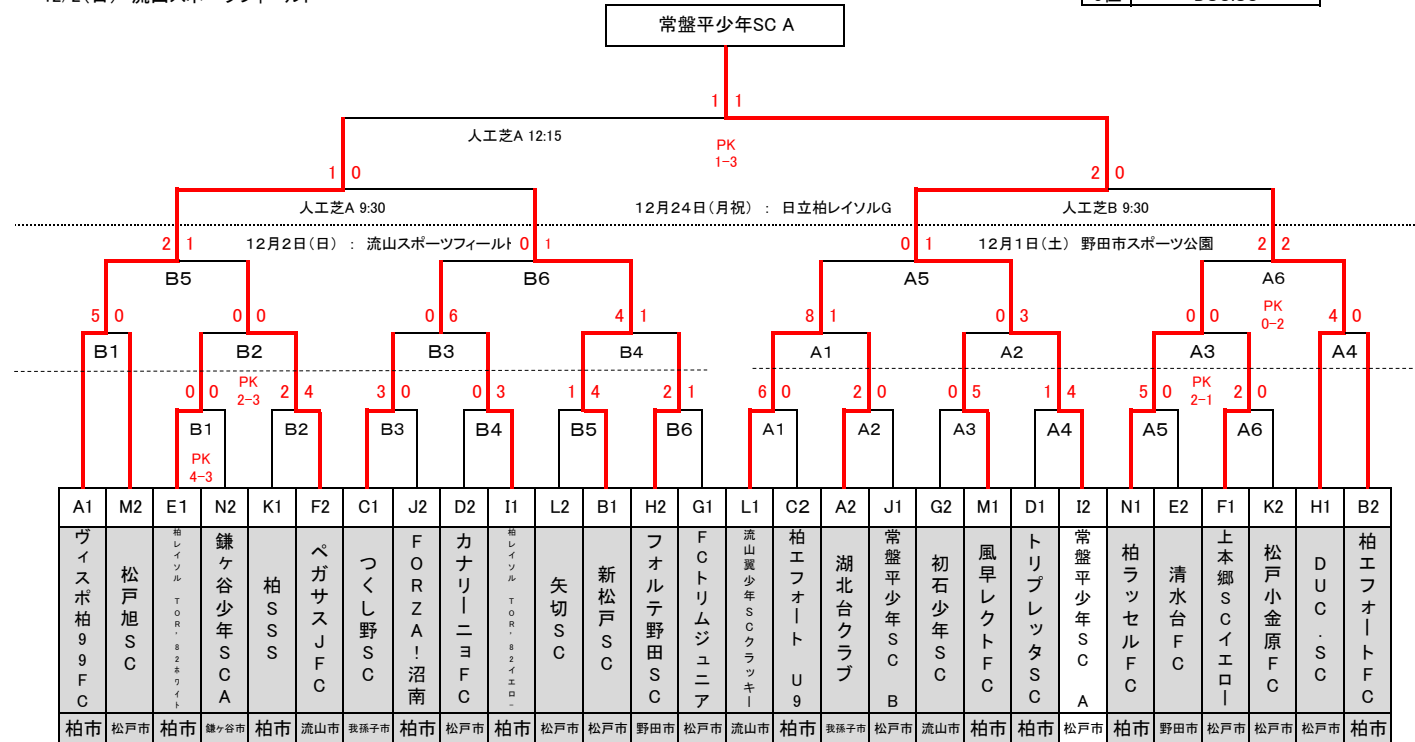 常盤平少年SC A
1 1
人工芝A 12:15
PK
1-3
1 0
2 0
人工芝A 9:30
12月24日(月祝) : 日立柏レイソルG
人工芝B 9:30
2 1
12月2日(日) : 流山スポーツフィールド
0 1
0 1
12月1日(土) 野田市スポーツ公園
2 2
B5
B6
A5
A6
PK
0-2
5 0
0 0
0 6
4 1
8 1
0 3
0 0
4 0
B1
B2
B3
B4
A1
A2
A3
A4
0 0
PK
2-3
2 4
3 0
0 3
1 4
2 1
6 0
2 0
0 5
1 4
5 0
PK
2-1
2 0
B1
B2
B3
B4
B5
B6
A1
A2
A3
A4
A5
A6
PK
4-3
A1 M2 E1 N2 K1 F2 C1 J2 D2 I1 L2 B1 H2 G1 L1 C2 A2 J1 G2 M1 D1 I2 N1 E2 F1 K2 H1 B2
ヴィスポ柏99FC
松戸旭SC
柏レイソル TOR'82ホワイト
鎌ヶ谷少年SCA
柏SSS
ペガサスJFC
つくし野SC
FORZA!沼南
カナリーニョFC
柏レイソル TOR'82イエロー
矢切SC
新松戸SC
フォルテ野田SC
FCトリムジュニア
流山翼少年SCクラッキー
柏エフォート U9
湖北台クラブ
常盤平少年SC B
初石少年SC
風早レクトFC
トリプレッタSC
常盤平少年SC A
柏ラッセルFC
清水台FC
上本郷SCイエロー
松戸小金原FC
DUC.SC
柏エフォートFC
柏市 松戸市 柏市 鎌ヶ谷市 柏市 流山市 我孫子市 柏市 松戸市 柏市 松戸市 松戸市 野田市 松戸市 流山市 柏市 我孫子市 松戸市 流山市 柏市 松戸市 松戸市 柏市 野田市 松戸市 松戸市 松戸市 柏市